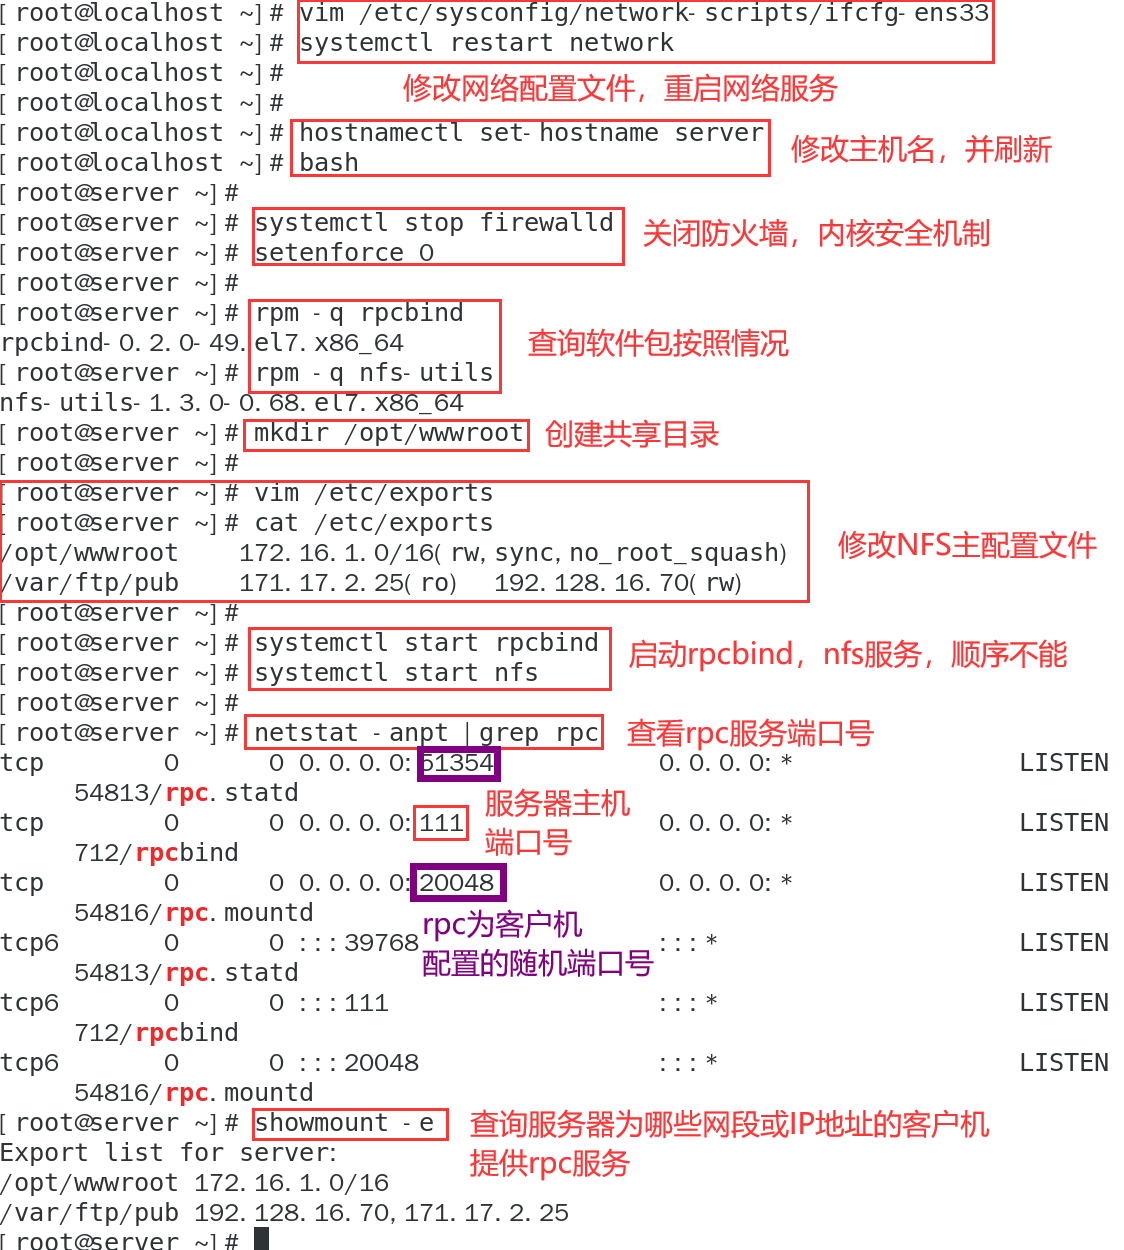 [root@localhost ~]# vim /etc/sysconfig/network-scripts/ifcfg-ens33
[root@localhost ~]# systemctl restart network
[root@localhost ~]#
修改网络配置文件，重启网络服务
[root@localhost ~]#
[root@localhost ~]# hostnamectl set-hostname server
[root@localhost ~]# bash
修改主机名，并刷新
[root@server ~]#
[root@server ~]# systemctl stop firewalld
[root@server ~]# setenforce 0
关闭防火墙，内核安全机制
[root@server ~]#
[root@server ~]# rpm -q rpcbind
rpcbind-0.2.0-49.el7.x86_64
查询软件包按照情况
[root@server ~]# rpm -q nfs-utils
nfs-utils-1.3.0-0.68.el7.x86_64
[root@server ~]# mkdir /opt/wwwroot
创建共享目录
[root@server ~]#
[root@server ~]# vim /etc/exports
[root@server ~]# cat /etc/exports
/opt/wwwroot    172.16.1.0/16(rw,sync,no_root_squash)
修改NFS主配置文件
/var/ftp/pub    171.17.2.25(ro)  192.128.16.70(rw)
[root@server ~]#
[root@server ~]# systemctl start rpcbind
[root@server ~]# systemctl start nfs
启动rpcbind，nfs服务，顺序不能
[root@server ~]#
[root@server ~]# netstat -anpt |grep rpc
查看rpc服务端口号
tcp       0      0 0.0.0.0:51354           0.0.0.0:*               LISTEN
     54813/rpc.statd
服务器主机
端口号
tcp       0      0 0.0.0.0:111             0.0.0.0:*               LISTEN
     712/rpcbind
tcp       0      0 0.0.0.0:20048           0.0.0.0:*               LISTEN
     54816/rpc.mountd
rpc为客户机
配置的随机端口号
tcp6       0      0 :::39768                :::*                    LISTEN
     54813/rpc.statd
tcp6       0      0 :::111                  :::*                    LISTEN
     712/rpcbind
tcp6       0      0 :::20048                :::*                    LISTEN
     54816/rpc.mountd
[root@server ~]# showmount -e
查询服务器为哪些网段或IP地址的客户机
提供rpc服务
Export list for server:
/opt/wwwroot 172.16.1.0/16
/var/ftp/pub 192.128.16.70,171.17.2.25
[root@server ~]#